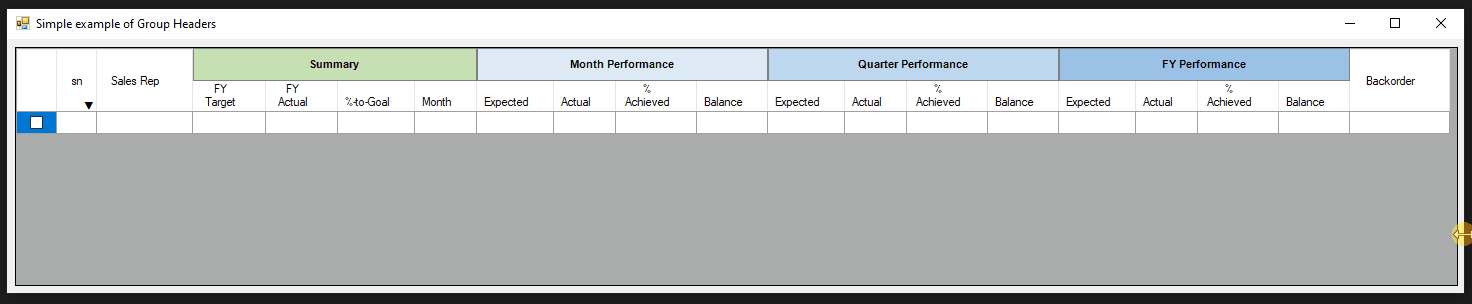 Simple example of Group Headers
Summary Month Performance Quarter Performance FY Performance
sn Sales Rep Backorder
FY Target FY Actual %-to-Goal Month Expected Actual % Achieved Balance Expected Actual % Achieved Balance Expected Actual % Achieved Balance